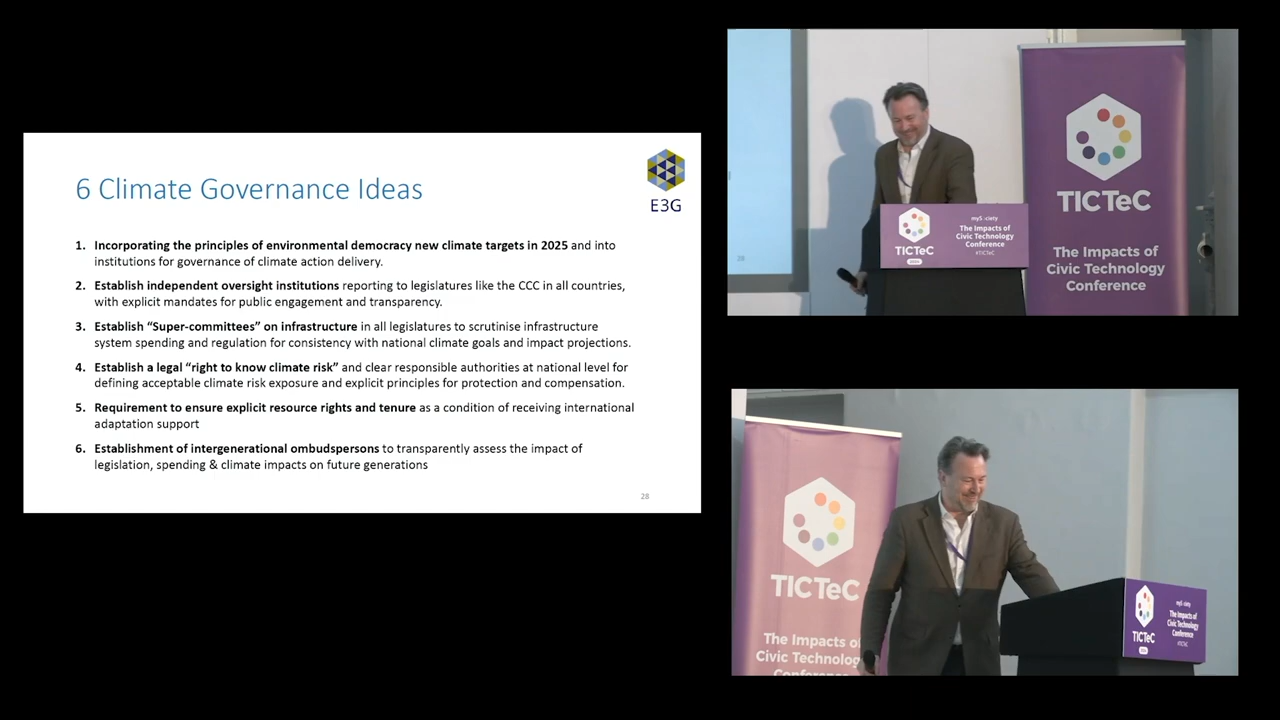 6 Climate Governance Ideas
E3G
1. Incorporating the principles of environmental democracy new climate targets in 2025 and into
institutions for governance of climate action delivery.
2. Establish independent oversight institutions reporting to legislatures like the CCC in all countries,
with explicit mandates for public engagement and transparency.
3. Establish “Super-committees” on infrastructure in all legislatures to scrutinise infrastructure
system spending and regulation for consistency with national climate goals and impact projections.
4. Establish a legal “right to know climate risk” and clear responsible authorities at national level for
defining acceptable climate risk exposure and explicit principles for protection and compensation.
5. Requirement to ensure explicit resource rights and tenure as a condition of receiving international
adaptation support
6. Establishment of intergenerational ombudspersons to transparently assess the impact of
legislation, spending & climate impacts on future generations
28
28
TICTeC
mySociety
The Impacts of
Civic Technology
Conference
#TICTeC
TICTeC
The Impacts of
Civic Technology
Conference
TICTeC
The Impacts of
Civic Technology
Conference
TICTeC
mySociety
The Impacts of
Civic Technology
Conference
#TICTeC